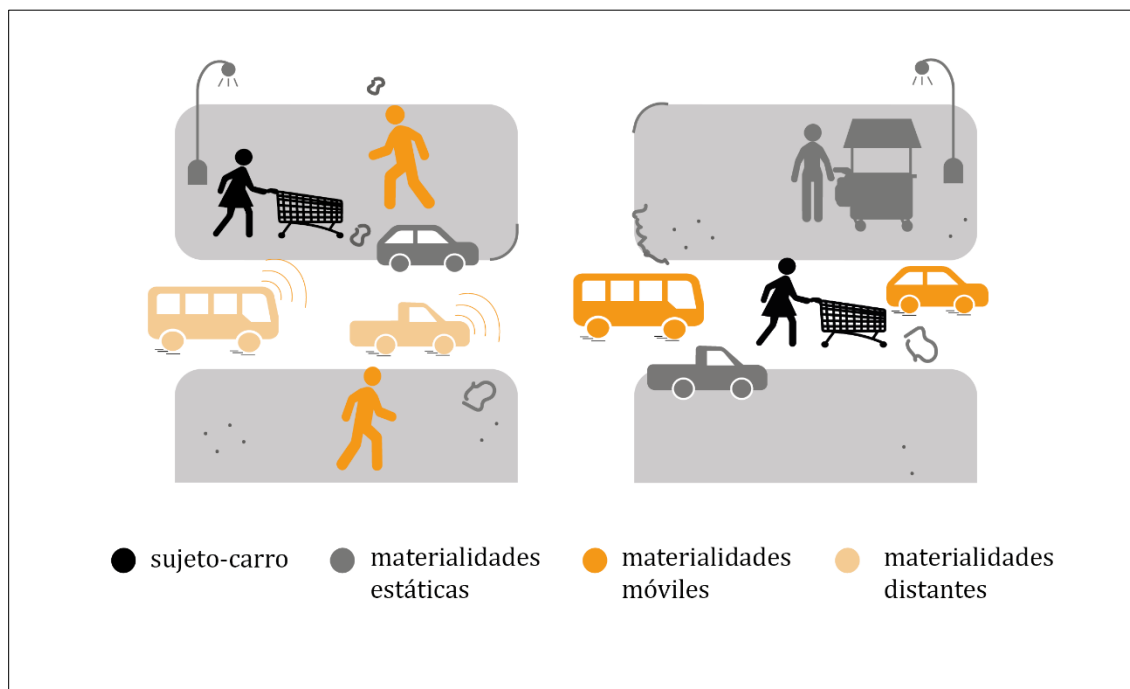 sujeto-carro
materialidades
estáticas
materialidades
móviles
materialidades
distantes